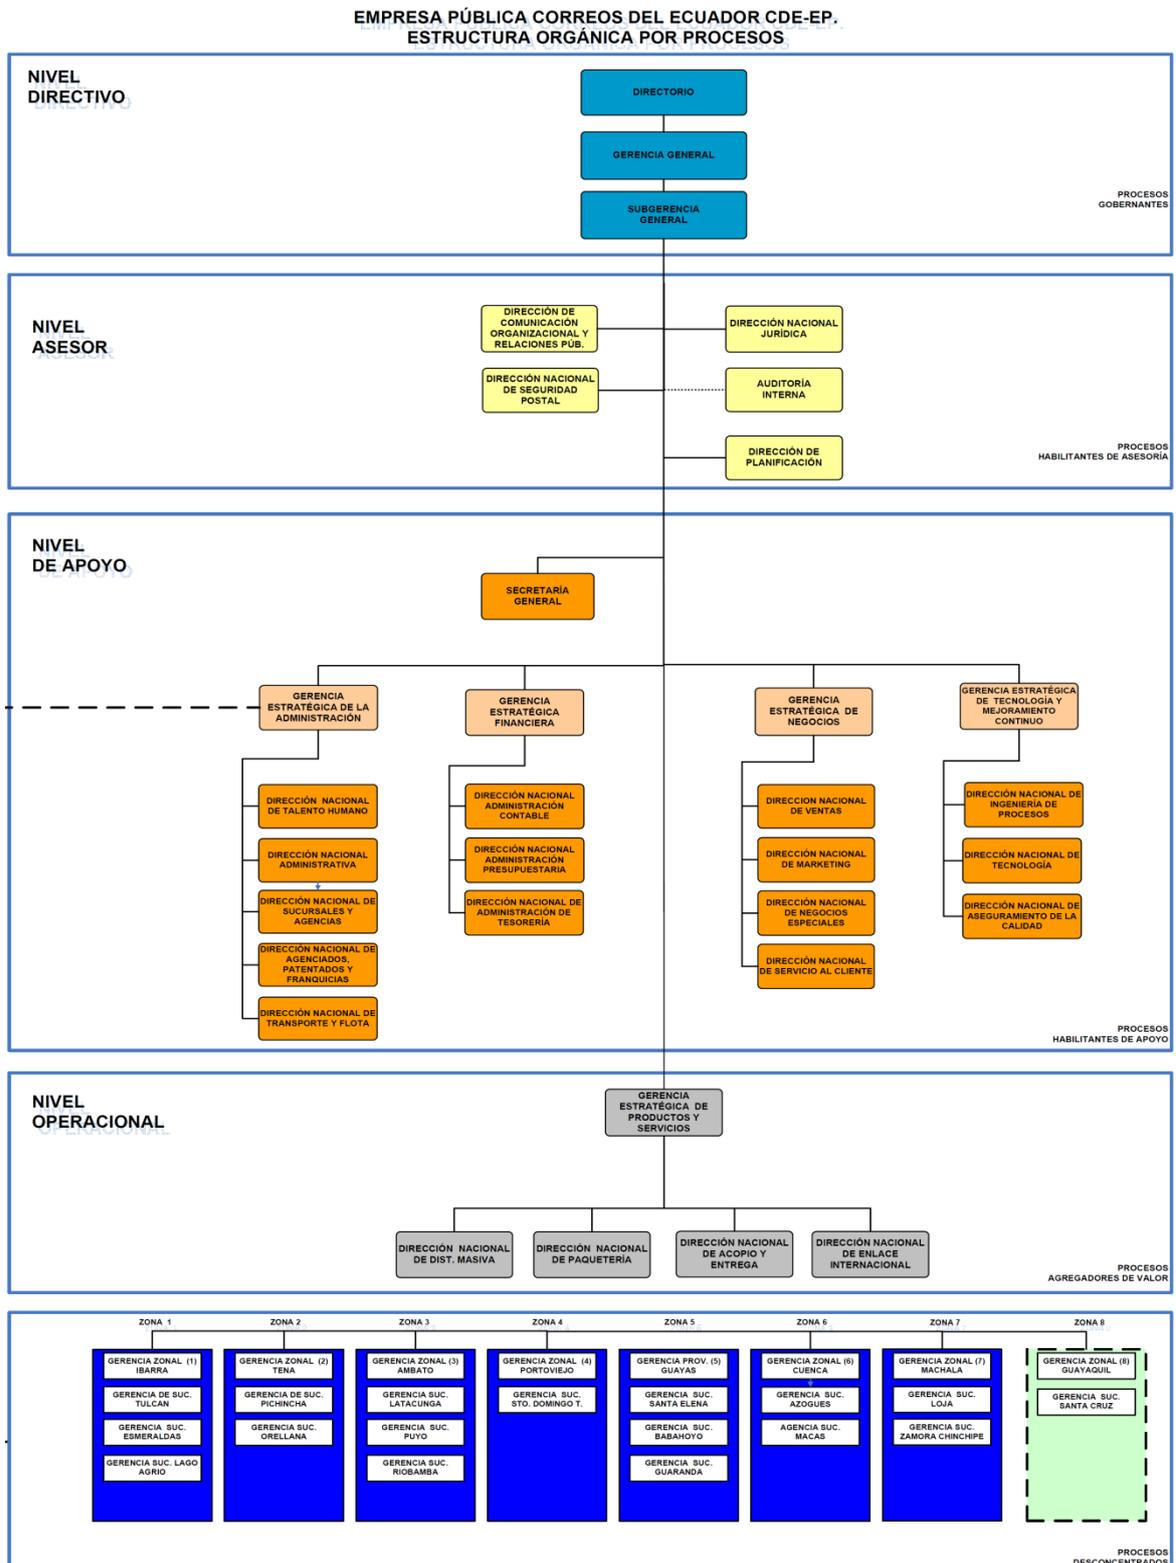 EMPRESA PÚBLICA CORREOS DEL ECUADOR CDE-EP.
ESTRUCTURA ORGÁNICA POR PROCESOS
NIVEL
DIRECTIVO
DIRECTORIO
GERENCIA GENERAL
SUBGERENCIA
GENERAL
PROCESOS
GOBERNANTES
NIVEL
ASESOR
DIRECCIÓN DE
COMUNICACIÓN
ORGANIZACIONAL Y
RELACIONES PÚB.
DIRECCIÓN NACIONAL
JURÍDICA
DIRECCIÓN NACIONAL
DE SEGURIDAD
POSTAL
AUDITORÍA
INTERNA
DIRECCIÓN DE
PLANIFICACIÓN
PROCESOS
HABILITANTES DE ASESORÍA
NIVEL
DE APOYO
SECRETARÍA
GENERAL
GERENCIA
ESTRATÉGICA DE LA
ADMINISTRACIÓN
DIRECCIÓN NACIONAL
DE TALENTO HUMANO
DIRECCIÓN NACIONAL
ADMINISTRATIVA
DIRECCIÓN NACIONAL DE
SUCURSALES Y
AGENCIAS
DIRECCIÓN NACIONAL DE
AGENCIADOS,
PATENTADOS Y
FRANQUICIAS
DIRECCIÓN NACIONAL DE
TRANSPORTE Y FLOTA
GERENCIA
ESTRATÉGICA
FINANCIERA
DIRECCIÓN NACIONAL
ADMINISTRACIÓN
CONTABLE
DIRECCIÓN NACIONAL
ADMINISTRACIÓN
PRESUPUESTARIA
DIRECCIÓN NACIONAL DE
ADMINISTRACIÓN DE
TESORERÍA
GERENCIA
ESTRATÉGICA DE
NEGOCIOS
DIRECCION NACIONAL
DE VENTAS
DIRECCIÓN NACIONAL
DE MARKETING
DIRECCIÓN NACIONAL
DE NEGOCIOS
ESPECIALES
DIRECCIÓN NACIONAL
DE SERVICIO AL CLIENTE
GERENCIA ESTRATÉGICA
DE TECNOLOGÍA Y
MEJORAMIENTO
CONTINUO
DIRECCIÓN NACIONAL DE
INGENIERÍA DE
PROCESOS
DIRECCIÓN NACIONAL DE
TECNOLOGÍA
DIRECCIÓN NACIONAL DE
ASEGURAMIENTO DE LA
CALIDAD
PROCESOS
HABILITANTES DE APOYO
NIVEL
OPERACIONAL
GERENCIA
ESTRATÉGICA DE
PRODUCTOS Y
SERVICIOS
DIRECCIÓN NACIONAL
DE DIST. MASIVA
DIRECCIÓN NACIONAL
DE PAQUETERÍA
DIRECCIÓN NACIONAL
DE ACOPIO Y
ENTREGA
DIRECCIÓN NACIONAL
DE ENLACE
INTERNACIONAL
PROCESOS
AGREGADORES DE VALOR
ZONA 1
GERENCIA ZONAL (1)
IBARRA
GERENCIA DE SUC.
TULCAN
GERENCIA SUC.
ESMERALDAS
GERENCIA SUC. LAGO
AGRIO
ZONA 2
GERENCIA ZONAL (2)
TENA
GERENCIA DE SUC.
PICHINCHA
GERENCIA SUC.
ORELLANA
ZONA 3
GERENCIA ZONAL (3)
AMBATO
GERENCIA SUC.
LATACUNGA
GERENCIA SUC.
PUYO
GERENCIA SUC.
RIOBAMBA
ZONA 4
GERENCIA ZONAL (4)
PORTOVIEJO
GERENCIA SUC.
STO. DOMINGO T.
ZONA 5
GERENCIA PROV. (5)
GUAYAS
GERENCIA SUC.
SANTA ELENA
GERENCIA SUC.
BABAHOYO
GERENCIA SUC.
GUARANDA
ZONA 6
GERENCIA ZONAL (6)
CUENCA
GERENCIA SUC.
AZOGUES
AGENCIA SUC.
MACAS
ZONA 7
GERENCIA ZONAL (7)
MACHALA
GERENCIA SUC.
LOJA
GERENCIA SUC.
ZAMORA CHINCHIPE
ZONA 8
GERENCIA ZONAL (8)
GUAYAQUIL
GERENCIA SUC.
SANTA CRUZ
PROCESOS
DESCONCENTRADOS